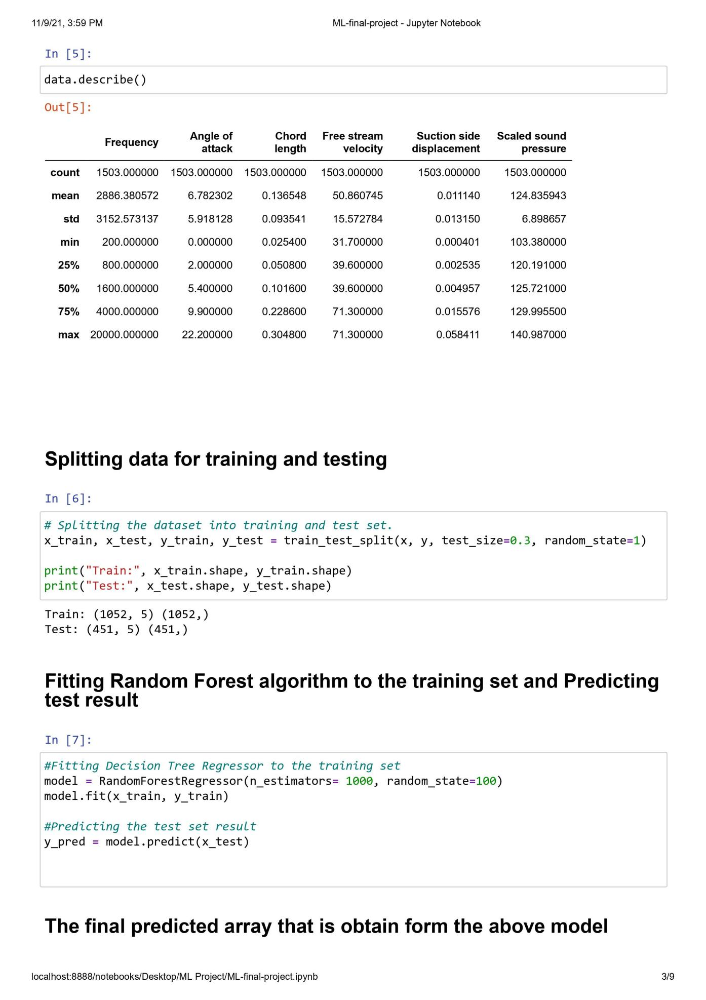 11/9/21, 3:59 PM ML-final-project - Jupyter Notebook
In [5]:
data.describe()
Out[5]:
Frequency Angle of attack Chord length Free stream velocity Suction side displacement Scaled sound pressure
count 1503.000000 1503.000000 1503.000000 1503.000000 1503.000000 1503.000000
mean 2886.380572 6.782302 0.136548 50.860745 0.011140 124.835943
std 3152.573137 5.918128 0.093541 15.572784 0.013150 6.898657
min 200.000000 0.000000 0.025400 31.700000 0.000401 103.380000
25% 800.000000 2.000000 0.050800 39.600000 0.002535 120.191000
50% 1600.000000 5.400000 0.101600 39.600000 0.004957 125.721000
75% 4000.000000 9.900000 0.228600 71.300000 0.015576 129.995500
max 20000.000000 22.200000 0.304800 71.300000 0.058411 140.987000
Splitting data for training and testing
In [6]:
# Splitting the dataset into training and test set.
x_train, x_test, y_train, y_test = train_test_split(x, y, test_size=0.3, random_state=1)
print("Train:", x_train.shape, y_train.shape)
print("Test:", x_test.shape, y_test.shape)
Train: (1052, 5) (1052,)
Test: (451, 5) (451,)
Fitting Random Forest algorithm to the training set and Predicting
test result
In [7]:
#Fitting Decision Tree Regressor to the training set
model = RandomForestRegressor(n_estimators= 1000, random_state=100)
model.fit(x_train, y_train)
#Predicting the test set result
y_pred = model.predict(x_test)
The final predicted array that is obtain form the above model
localhost:8888/notebooks/Desktop/ML Project/ML-final-project.ipynb 3/9